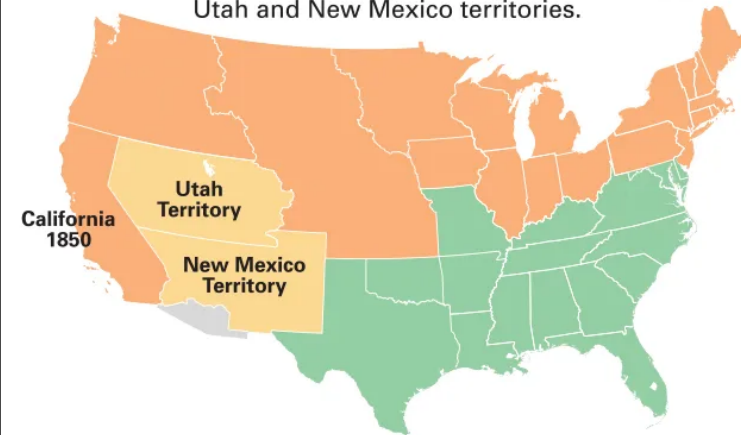 Utah and New Mexico territories.
Utah
Territory
California
1850
New Mexico
Territory